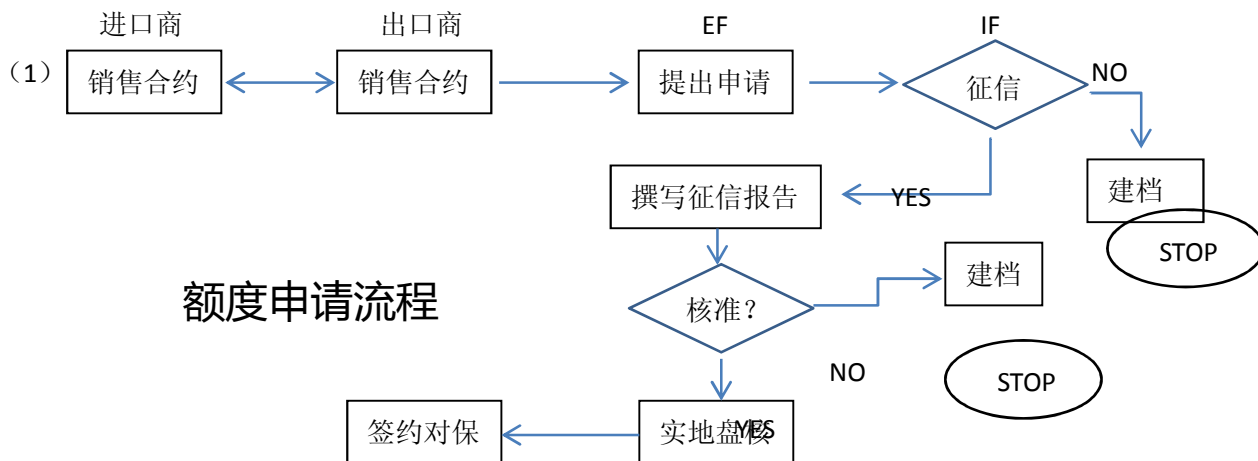 进口商
出口商
EF
IF
（1）
销售合约
销售合约
提出申请
征信
NO
撰写征信报告
YES
建档
STOP
额度申请流程
核准？
建档
NO
STOP
签约对保
实地盘核
YES